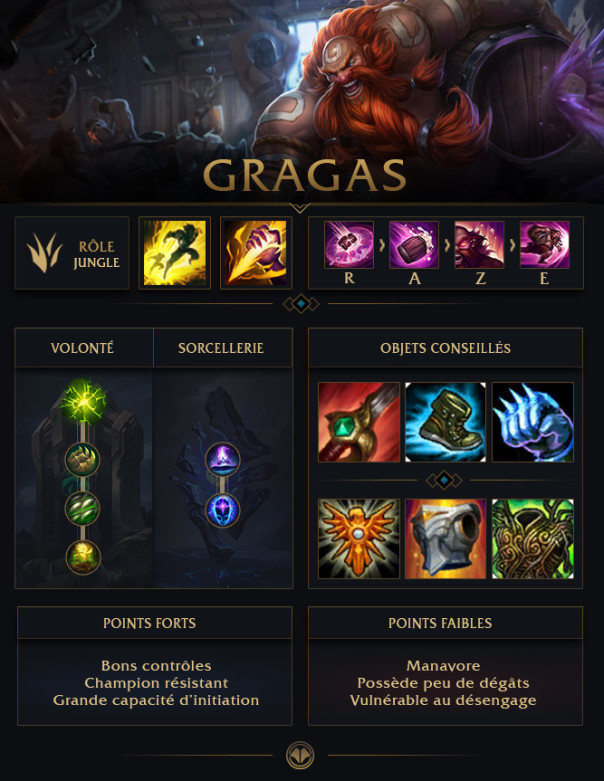 GRAGAS
RÔLE
JUNGLE
R A Z E
VOLONTÉ
SORCELLERIE
OBJETS CONSEILLÉS
POINTS FORTS
Bons contrôles
Champion résistant
Grande capacité d'initiation
POINTS FAIBLES
Manavore
Possède peu de dégâts
Vulnérable au désengage